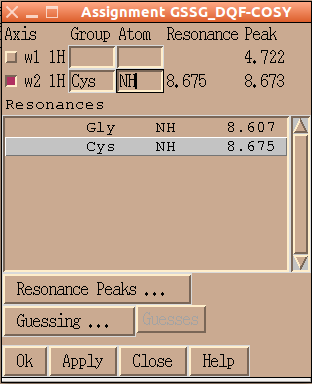 Assignment GSSG_DQF-COSY
Axis Group Atom Resonance Peak
w1 1H 4.722
w2 1H Cys NH 8.675 8.673
Resonances
Gly NH 8.607
Cys NH 8.675
Resonance Peaks ...
Guessing ... Guesses
Ok Apply Close Help